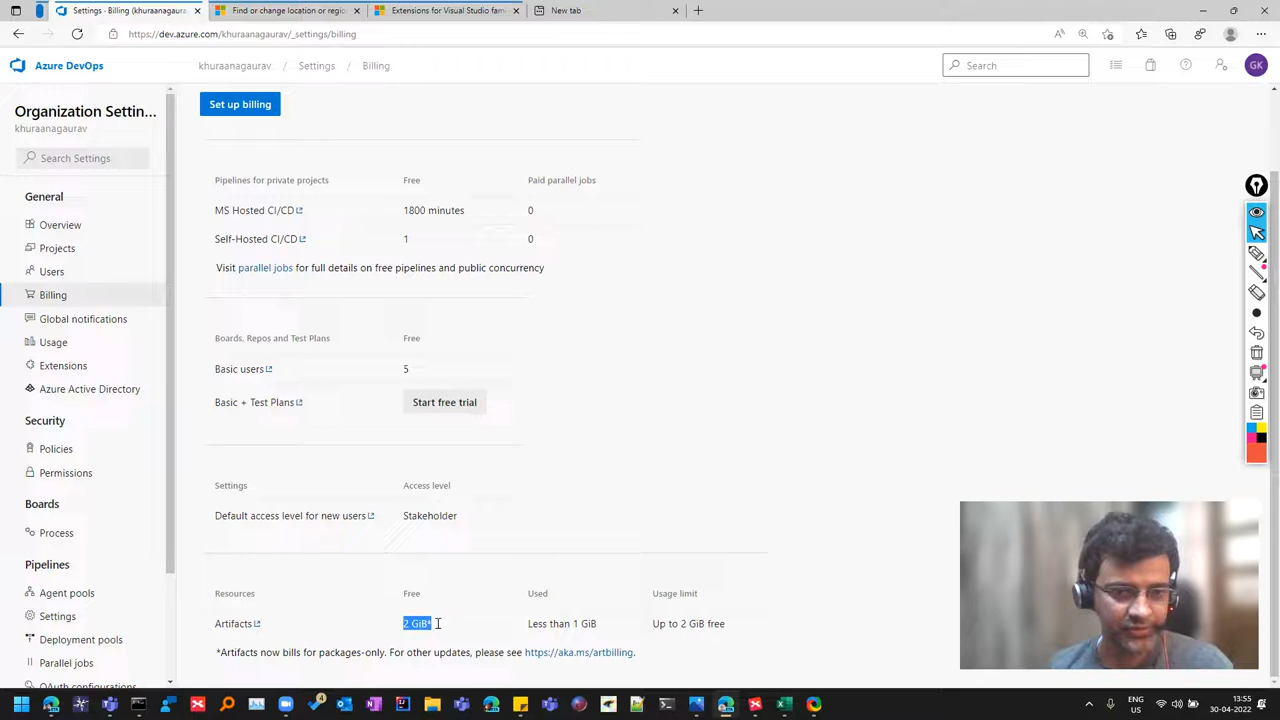 Settings - Billing (khuraanagaura
Find or change location or regio
Extensions for Visual Studio fam
New tab
https://dev.azure.com/khuraanagaurav/_settings/billing
Azure DevOps
khuraanagaurav / Settings / Billing
Search
GK
Organization Settin...
khuraanagaurav
Search Settings
General
Overview
Projects
Users
Billing
Global notifications
Usage
Extensions
Azure Active Directory
Security
Policies
Permissions
Boards
Process
Pipelines
Agent pools
Settings
Deployment pools
Parallel jobs
OAuth configurations
Set up billing
Pipelines for private projects Free Paid parallel jobs
MS Hosted CI/CD 1800 minutes 0
Self-Hosted CI/CD 1 0
Visit parallel jobs for full details on free pipelines and public concurrency
Boards, Repos and Test Plans Free
Basic users 5
Basic + Test Plans Start free trial
Settings Access level
Default access level for new users Stakeholder
Resources Free Used Usage limit
Artifacts 2 GiB* Less than 1 GiB Up to 2 GiB free
*Artifacts now bills for packages-only. For other updates, please see https://aka.ms/artbilling.
ENG
US
13:55
30-04-2022